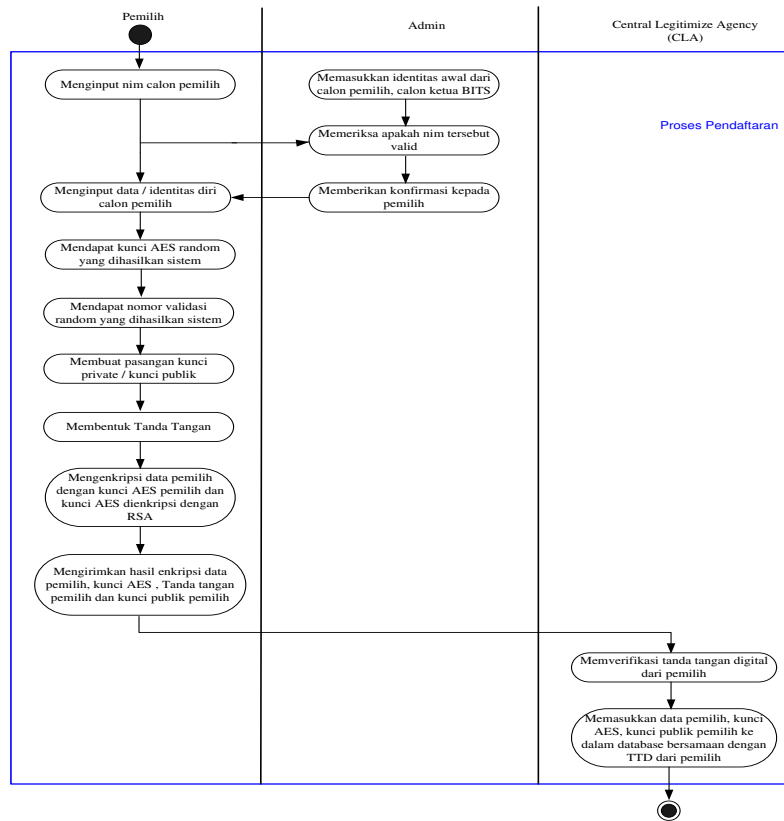 Pemilih
Admin
Central Legitimize Agency
(CLA)
Menginput nim calon pemilih
Memasukkan identitas awal dari
calon pemilih, calon ketua BITS
Proses Pendaftaran
Memeriksa apakah nim tersebut
valid
Menginput data / identitas diri
calon pemilih
Memberikan konfirmasi kepada
pemilih
Mendapat kunci AES random
yang dihasilkan sistem
Mendapat nomor validasi
random yang dihasilkan sistem
Membuat pasangan kunci
private / kunci publik
Membentuk Tanda Tangan
Mengenkripsi data pemilih
dengan kunci AES pemilih dan
kunci AES dienkripsi dengan
RSA
Mengirimkan hasil enkripsi data
pemilih, kunci AES , Tanda tangan
pemilih dan kunci publik pemilih
Memverifikasi tanda tangan digital
dari pemilih
Memasukkan data pemilih, kunci
AES, kunci publik pemilih ke
dalam database bersamaan dengan
TTD dari pemilih